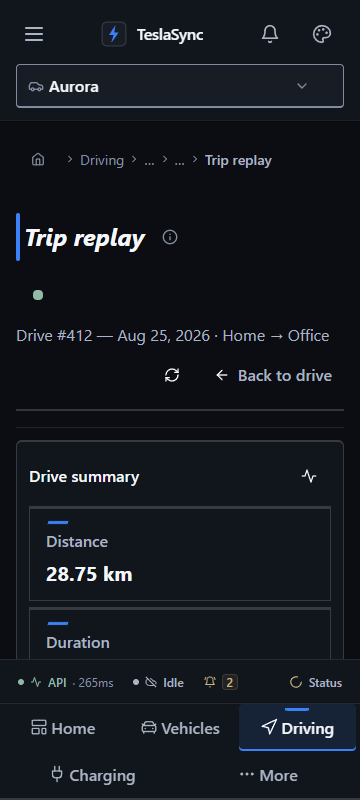 TeslaSync
Aurora
Driving > ... > ... > Trip replay
Trip replay
Drive #412 — Aug 25, 2026 · Home → Office
← Back to drive
Drive summary
Distance
28.75 km
Duration
API · 265ms Idle 2 Status
Home Vehicles Driving
Charging ··· More